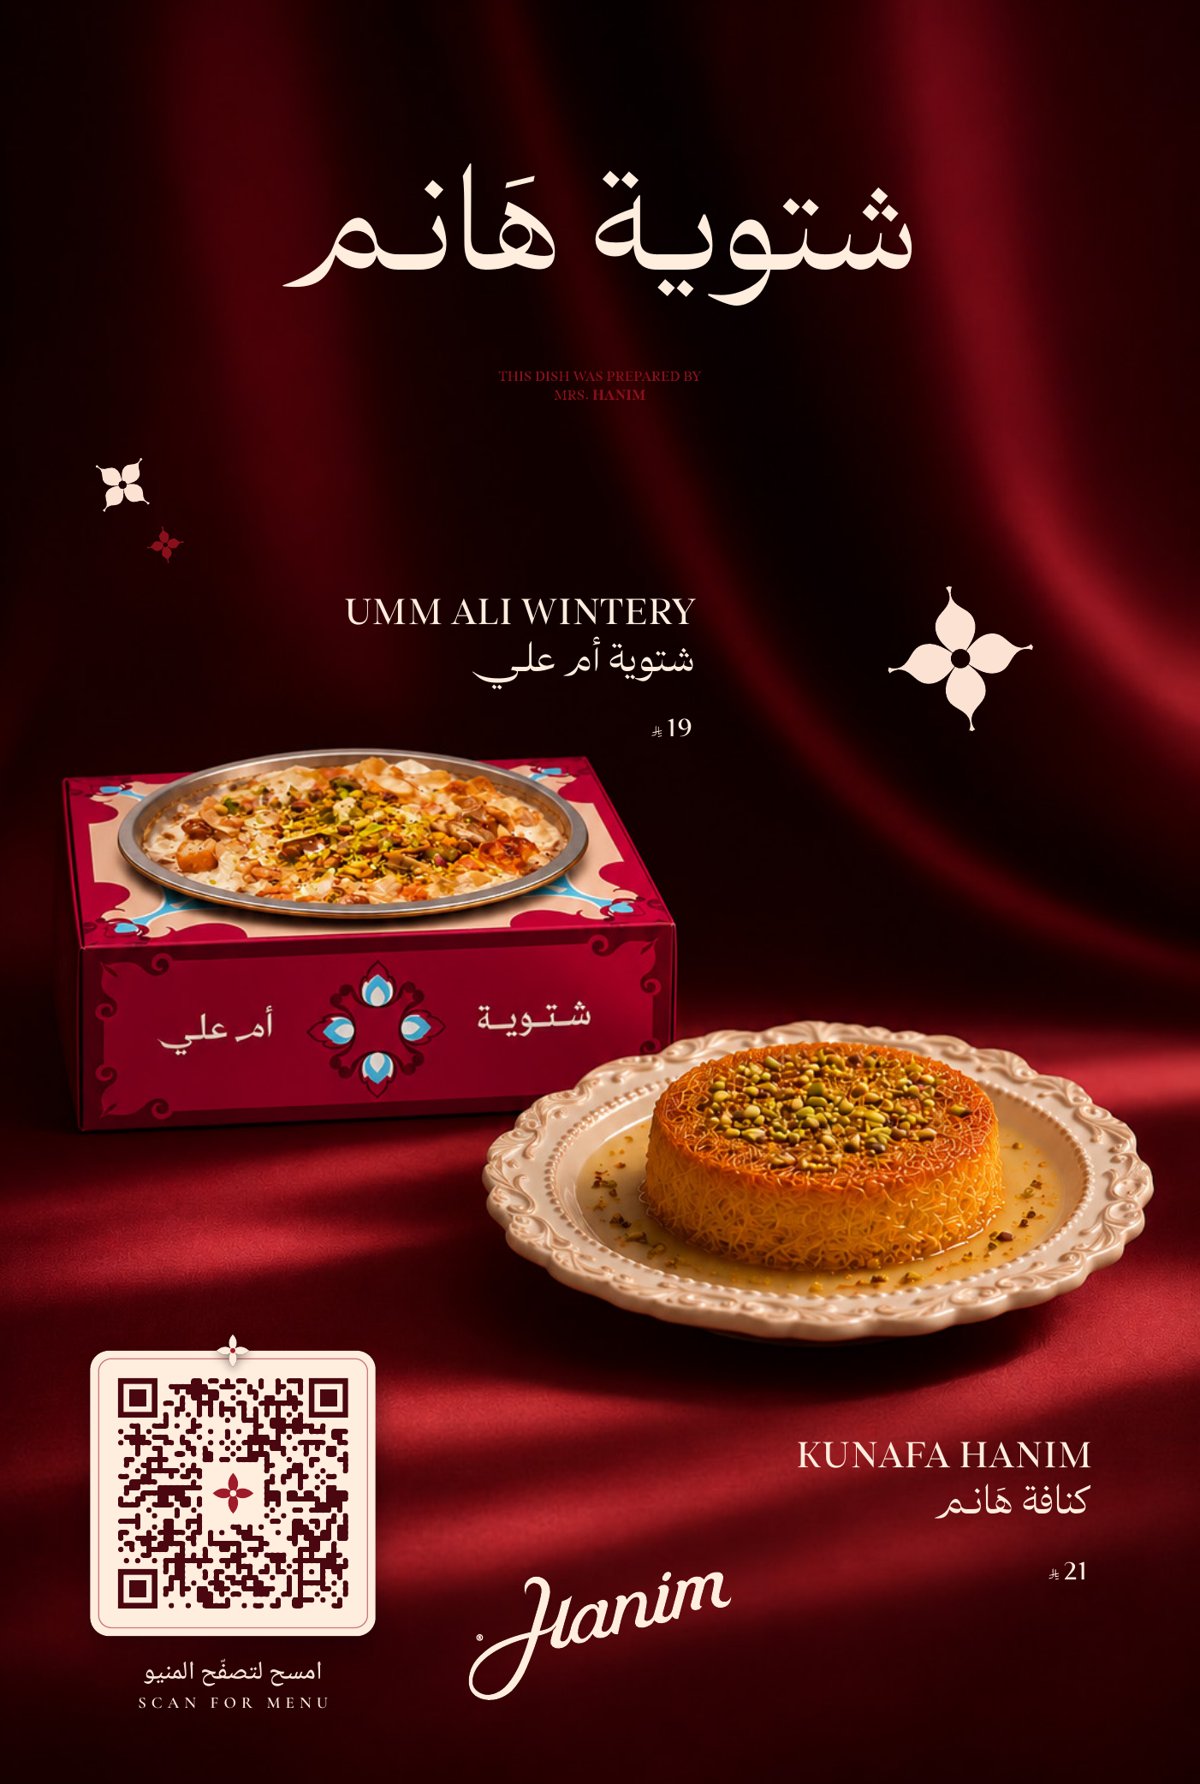 شتوية هَانم
THIS DISH WAS PREPARED BY
MRS. HANIM
UMM ALI WINTERY
شتوية أم علي
19
شتوية أم علي
KUNAFA HANIM
كنافة هَانم
21
Hanim
®
امسح لتصفّح المنيو
SCAN FOR MENU